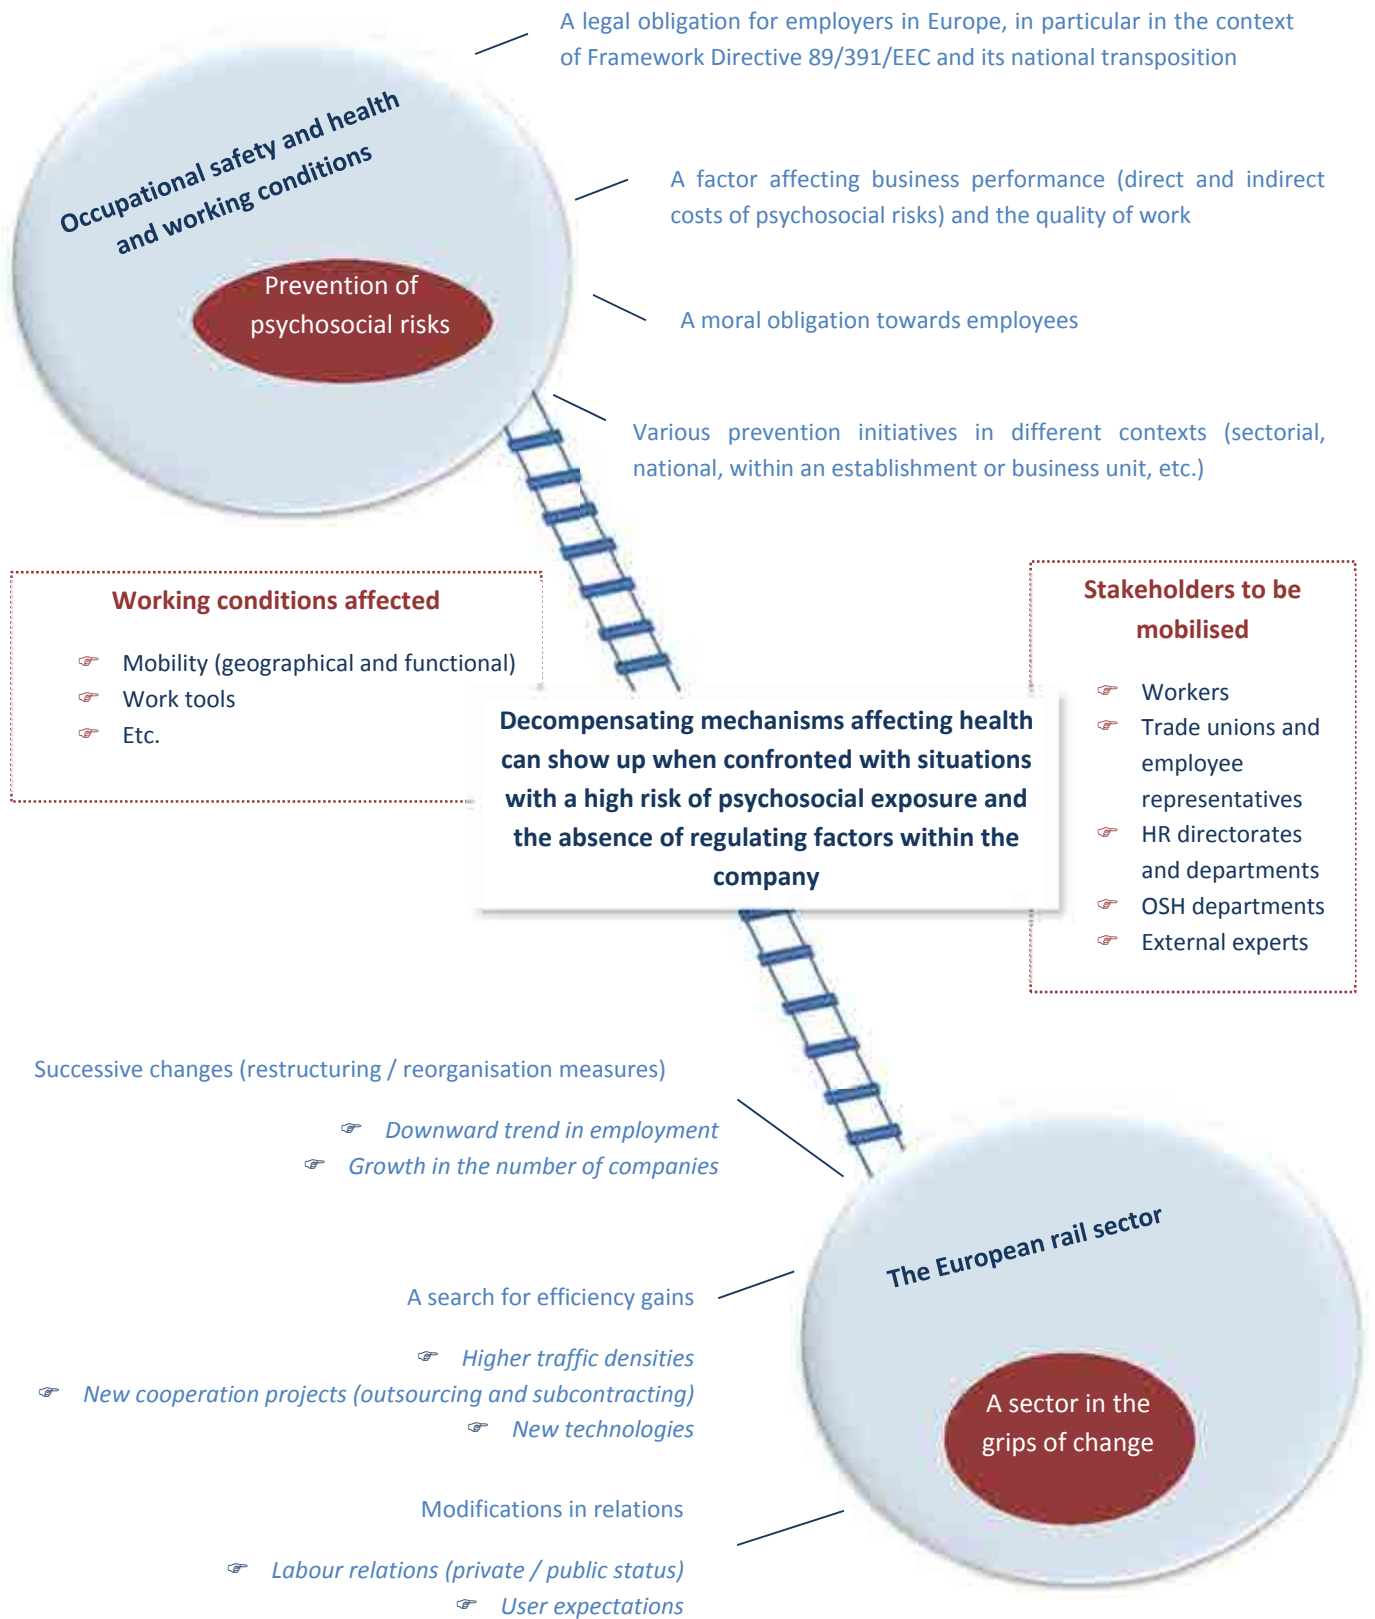 A legal obligation for employers in Europe, in particular in the context
of Framework Directive 89/391/EEC and its national transposition
Occupational safety and health
and working conditions
A factor affecting business performance (direct and indirect
costs of psychosocial risks) and the quality of work
Prevention of
psychosocial risks
A moral obligation towards employees
Various prevention initiatives in different contexts (sectorial,
national, within an establishment or business unit, etc.)
Working conditions affected
☞ Mobility (geographical and functional)
☞ Work tools
☞ Etc.
Stakeholders to be
mobilised
☞ Workers
☞ Trade unions and
employee
representatives
☞ HR directorates
and departments
☞ OSH departments
☞ External experts
Decompensating mechanisms affecting health
can show up when confronted with situations
with a high risk of psychosocial exposure and
the absence of regulating factors within the
company
Successive changes (restructuring / reorganisation measures)
☞ Downward trend in employment
☞ Growth in the number of companies
The European rail sector
A search for efficiency gains
☞ Higher traffic densities
☞ New cooperation projects (outsourcing and subcontracting)
☞ New technologies
A sector in the
grips of change
Modifications in relations
☞ Labour relations (private / public status)
☞ User expectations